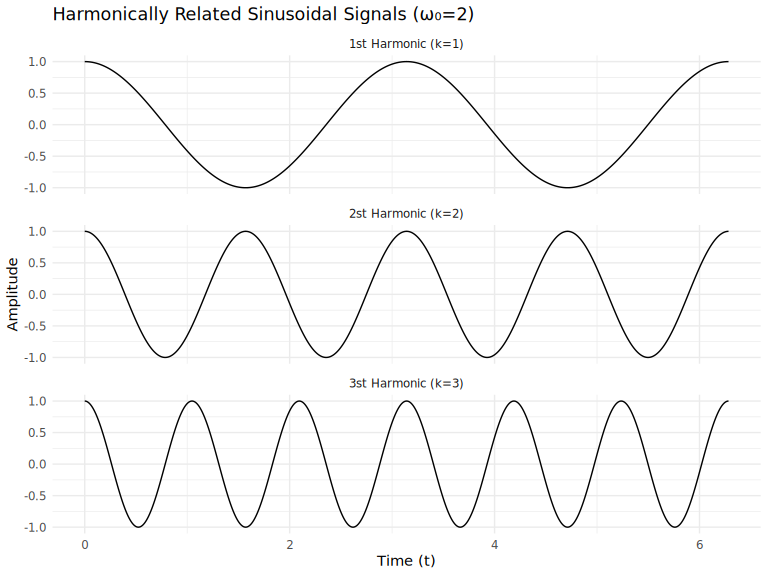 Harmonically Related Sinusoidal Signals (ω₀=2)
1st Harmonic (k=1)
1.0
0.5
0.0
-0.5
-1.0
2st Harmonic (k=2)
1.0
0.5
0.0
-0.5
-1.0
Amplitude
3st Harmonic (k=3)
1.0
0.5
0.0
-0.5
-1.0
0 2 4 6
Time (t)